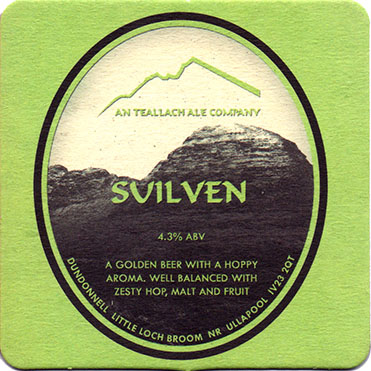 AN TEALLACH ALE COMPANY
SUILVEN
4.3% ABV
A GOLDEN BEER WITH A HOPPY
AROMA. WELL BALANCED WITH
ZESTY HOP, MALT AND FRUIT
DUNDONNELL LITTLE LOCH BROOM NR ULLAPOOL IV23 2QT